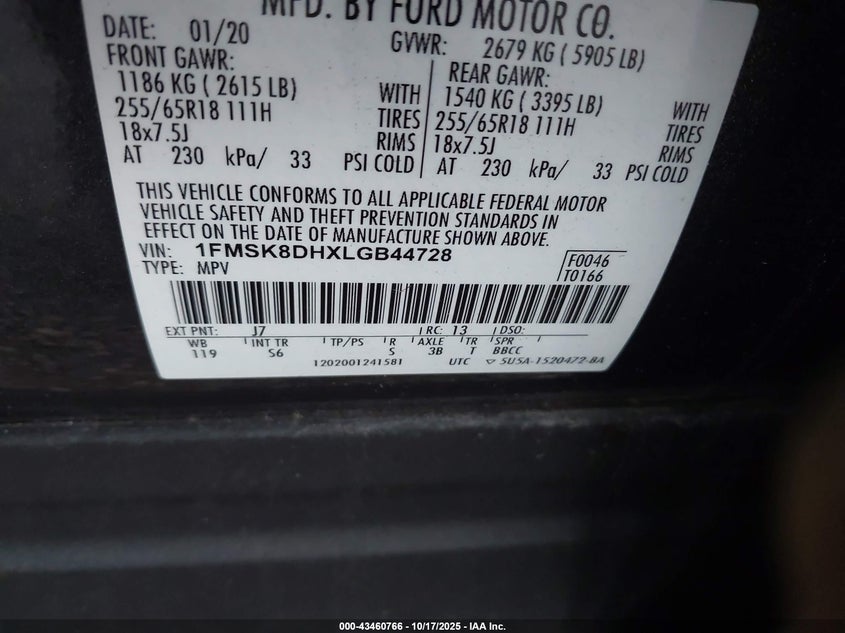 MFD. BY FORD MOTOR CO.
DATE: 01/20 GVWR: 2679 KG ( 5905 LB)
FRONT GAWR: REAR GAWR:
1186 KG ( 2615 LB) WITH 1540 KG ( 3395 LB) WITH
255/65R18 111H TIRES 255/65R18 111H TIRES
18x7.5J RIMS 18x7.5J RIMS
AT 230 kPa/ 33 PSI COLD AT 230 kPa/ 33 PSI COLD
THIS VEHICLE CONFORMS TO ALL APPLICABLE FEDERAL MOTOR
VEHICLE SAFETY AND THEFT PREVENTION STANDARDS IN
EFFECT ON THE DATE OF MANUFACTURE SHOWN ABOVE.
VIN: 1FMSK8DHXLGB44728 F0046
TYPE: MPV T0166
EXT PNT: J7 RC: 13 DSO:
WB INT TR TP/PS R AXLE TR SPR
119 S6 S 3B T BBCC
1202001241581 UTC 5U5A-1520472-BA
000-43460766 - 10/17/2025 - IAA Inc.